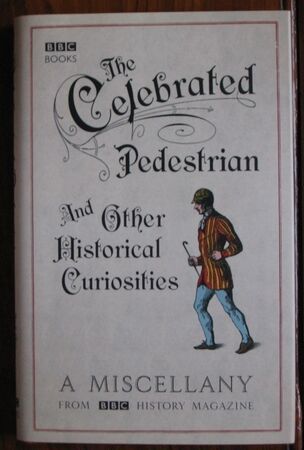 BBC
BOOKS
The
Celebrated
Pedestrian
And Other
Historical
Curiosities
A MISCELLANY
FROM BBC HISTORY MAGAZINE